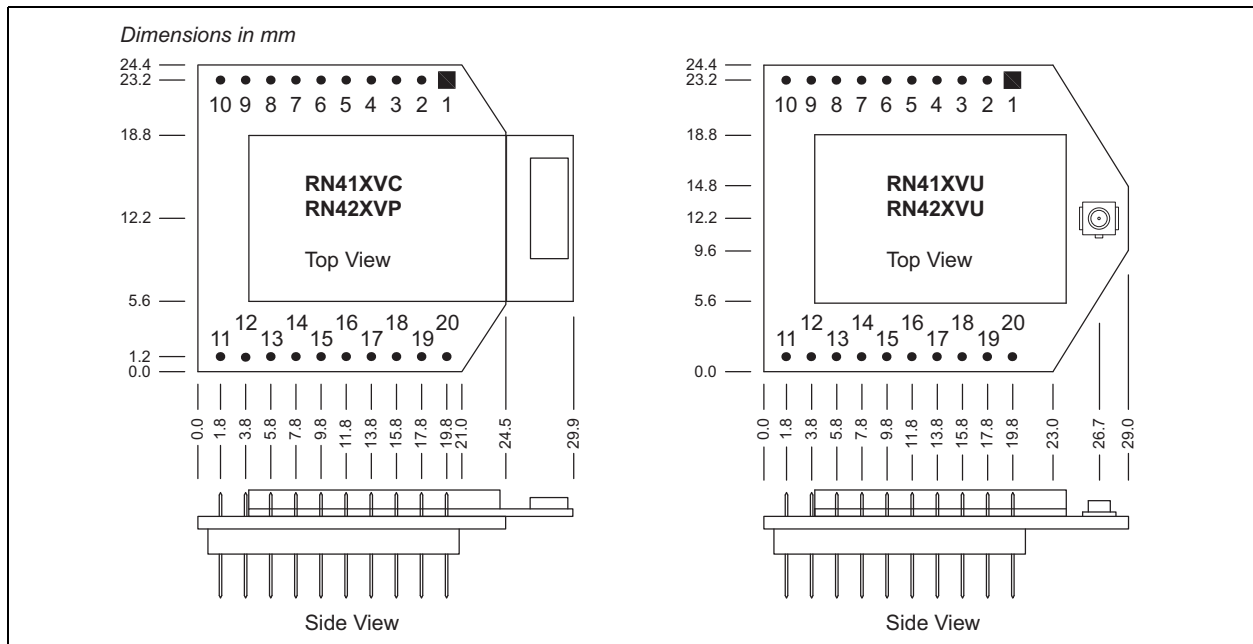 Dimensions in mm
24.4
23.2
18.8
12.2
5.6
1.2
0.0
10 9 8 7 6 5 4 3 2 1
RN41XVC
RN42XVP
Top View
12 14 16 18 20
11 13 15 17 19
0.0 1.8 3.8 5.8 7.8 9.8 11.8 13.8 15.8 17.8 19.8 21.0 24.5 29.9
Side View
24.4
23.2
18.8
14.8
12.2
9.6
5.6
1.2
0.0
10 9 8 7 6 5 4 3 2 1
RN41XVU
RN42XVU
Top View
12 14 16 18 20
11 13 15 17 19
0.0 1.8 3.8 5.8 7.8 9.8 11.8 13.8 15.8 17.8 19.8 23.0 26.7 29.0
Side View